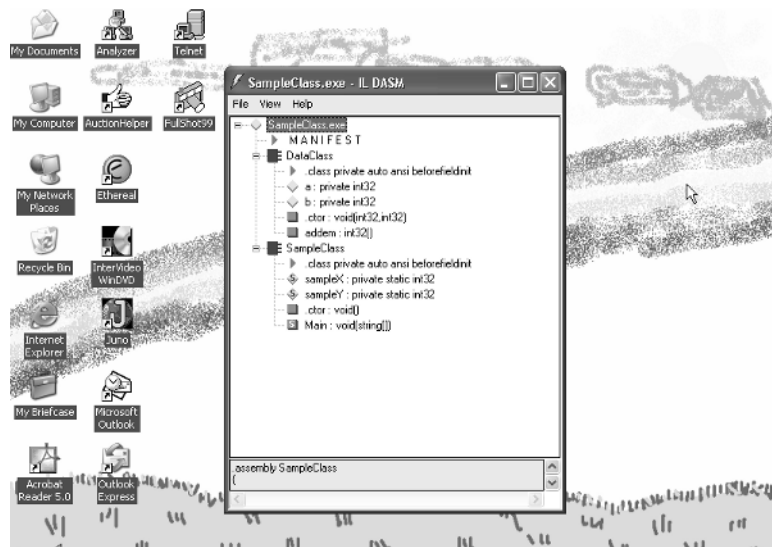 My Documents
Analyzer
Telnet
My Computer
AuctionHelper
FullShot99
My Network
Places
Ethereal
Recycle Bin
InterVideo
WinDVD
Internet
Explorer
Juno
My Briefcase
Microsoft
Outlook
Acrobat
Reader 5.0
Outlook
Express
SampleClass.exe - IL DASM
File View Help
SampleClass.exe
M A N I F E S T
DataClass
.class private auto ansi beforefieldinit
a : private int32
b : private int32
.ctor : void(int32,int32)
addem : int32()
SampleClass
.class private auto ansi beforefieldinit
sampleX : private static int32
sampleY : private static int32
.ctor : void()
Main : void(string[])
.assembly SampleClass
{